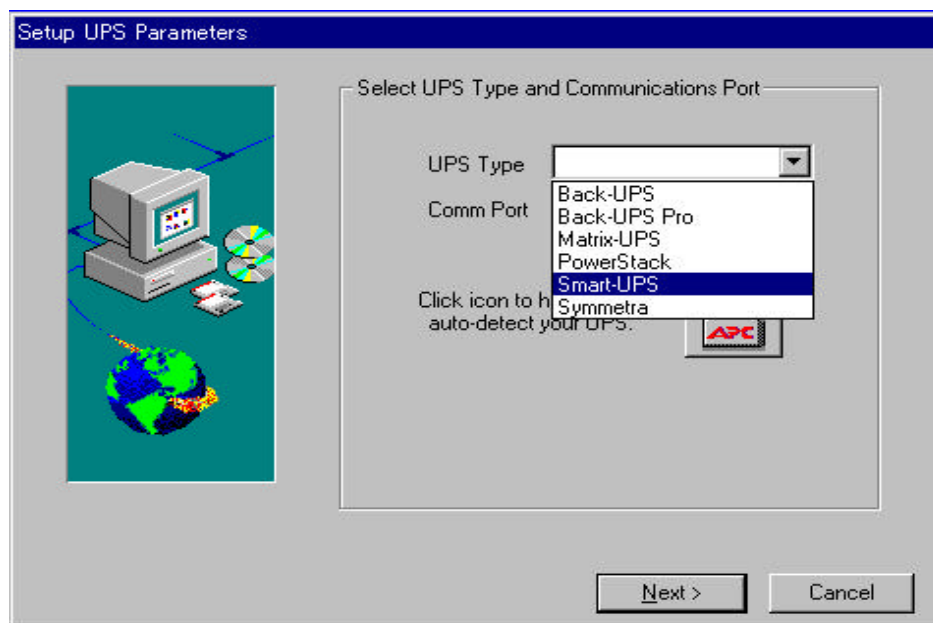 Setup UPS Parameters
Select UPS Type and Communications Port
UPS Type
Back-UPS
Back-UPS Pro
Matrix-UPS
PowerStack
Smart-UPS
Symmetra
Comm Port
Click icon to h
auto-detect your UPS.
APC
Next >
Cancel